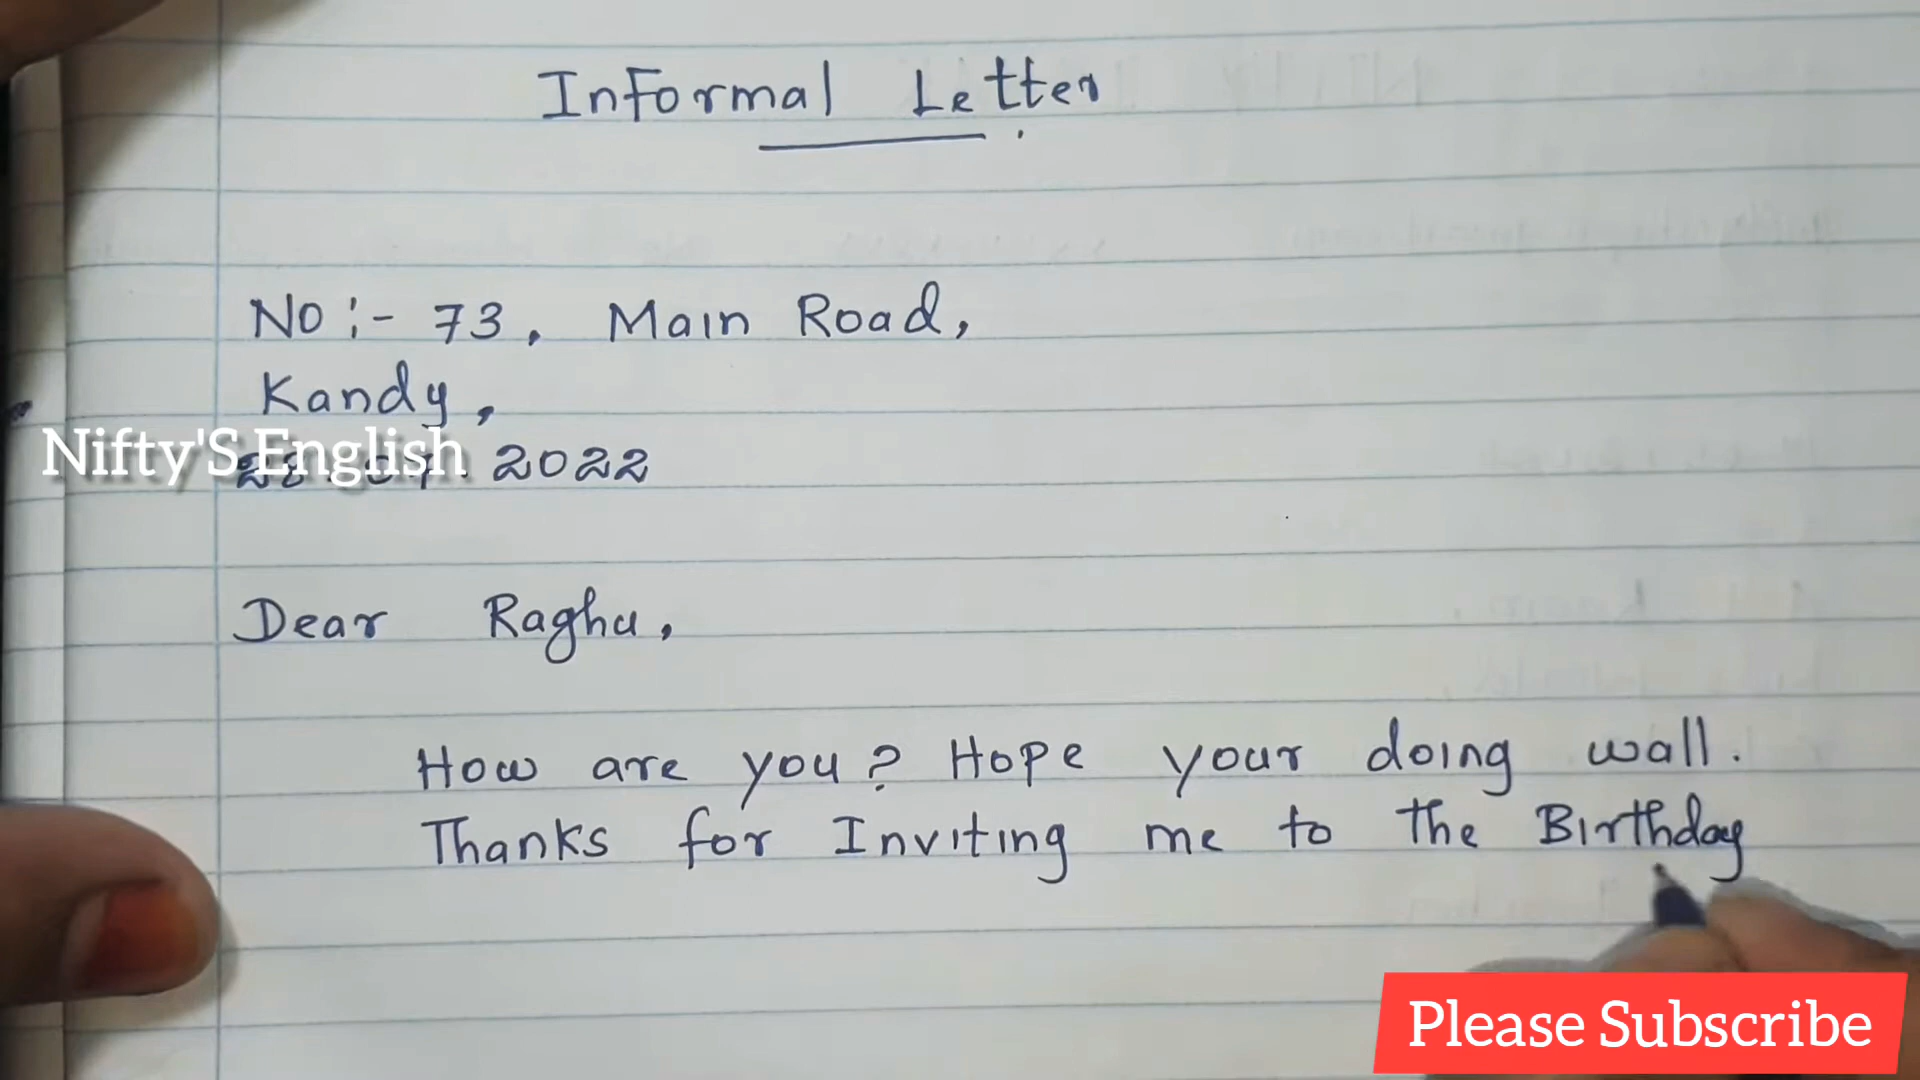 InFormal Letter
No :- 73, Main Road,
Kandy,
Nifty'S English
2022
Dear Raghu,
How are you? Hope your doing wall.
Thanks for Inviting me to the Birthday
Please Subscribe